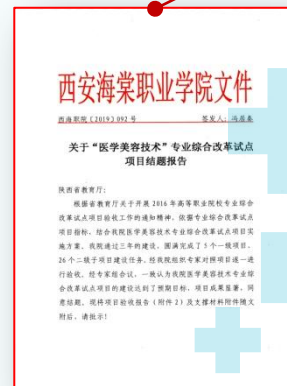 西安海棠职业学院文件
西海职院〔2019〕092号 签发人：冯居秦
关于“医学美容技术”专业综合改革试点
项目结题报告
陕西省教育厅：
根据省教育厅关于开展2016年高等职业院校专业综合
改革试点项目验收工作的通知精神，依据专业综合改革试点
项目指标，结合我院医学美容技术专业综合改革试点项目实
施方案，我院通过三年的建设，圆满完成了5个一级项目、
26个二级子项目建设任务，经我院组织专家对照项目逐一进
行验收，经专家组合议，一致认为我院医学美容技术专业综
合改革试点项目的建设达到了预期目标，项目成果显著，同
意结题。现将项目验收报告（附件2）及支撑材料附件随文
附后，请批示！